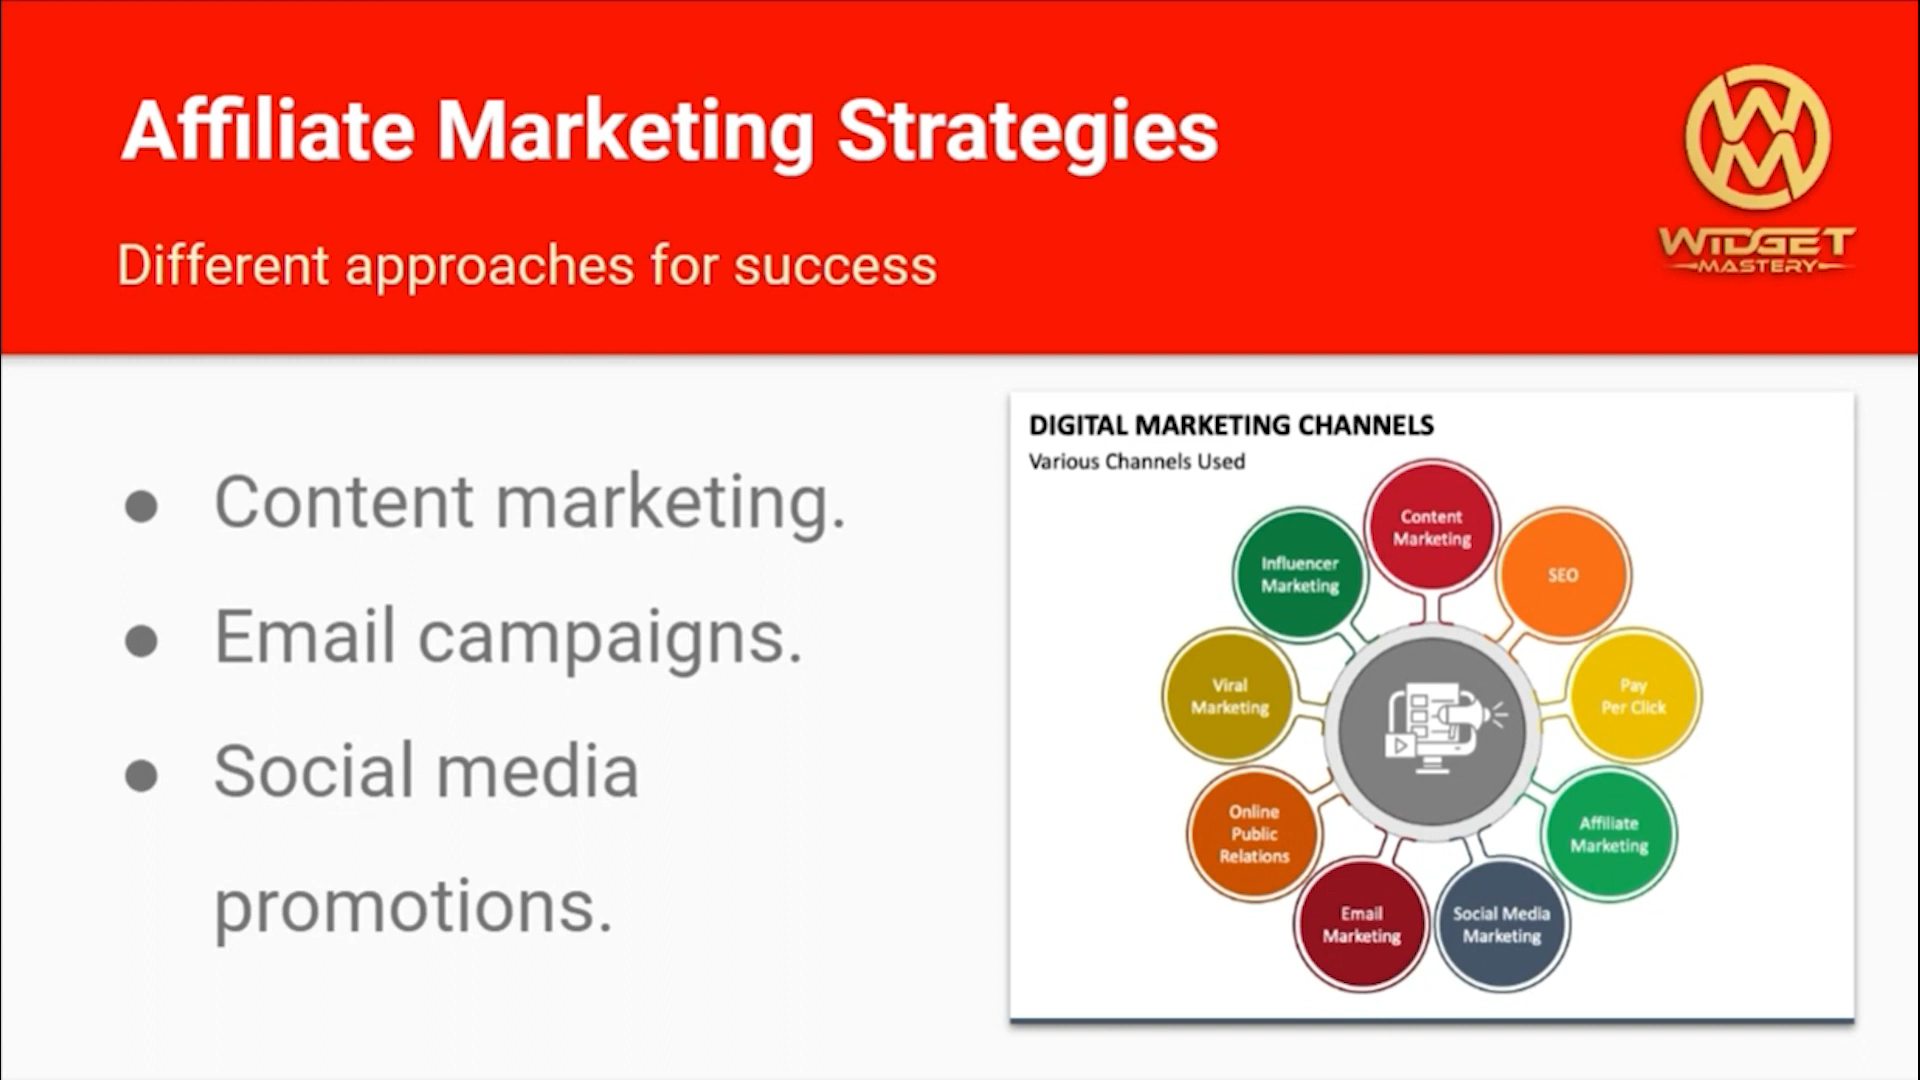 Affiliate Marketing Strategies
Different approaches for success
WIDGET
MASTERY
● Content marketing.
● Email campaigns.
● Social media
promotions.
DIGITAL MARKETING CHANNELS
Various Channels Used
Content
Marketing
SEO
Pay
Per Click
Affiliate
Marketing
Social Media
Marketing
Email
Marketing
Online
Public
Relations
Viral
Marketing
Influencer
Marketing